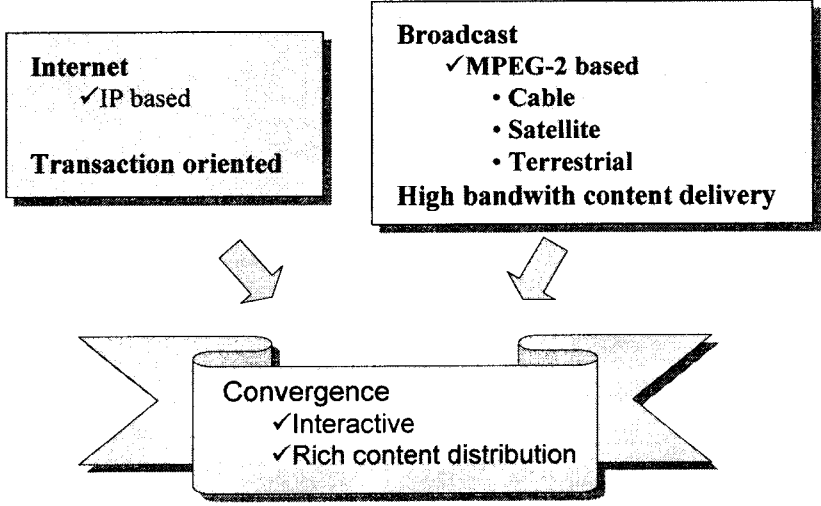 Internet
✓IP based
Transaction oriented
Broadcast
✓MPEG-2 based
• Cable
• Satellite
• Terrestrial
High bandwith content delivery
Convergence
✓Interactive
✓Rich content distribution